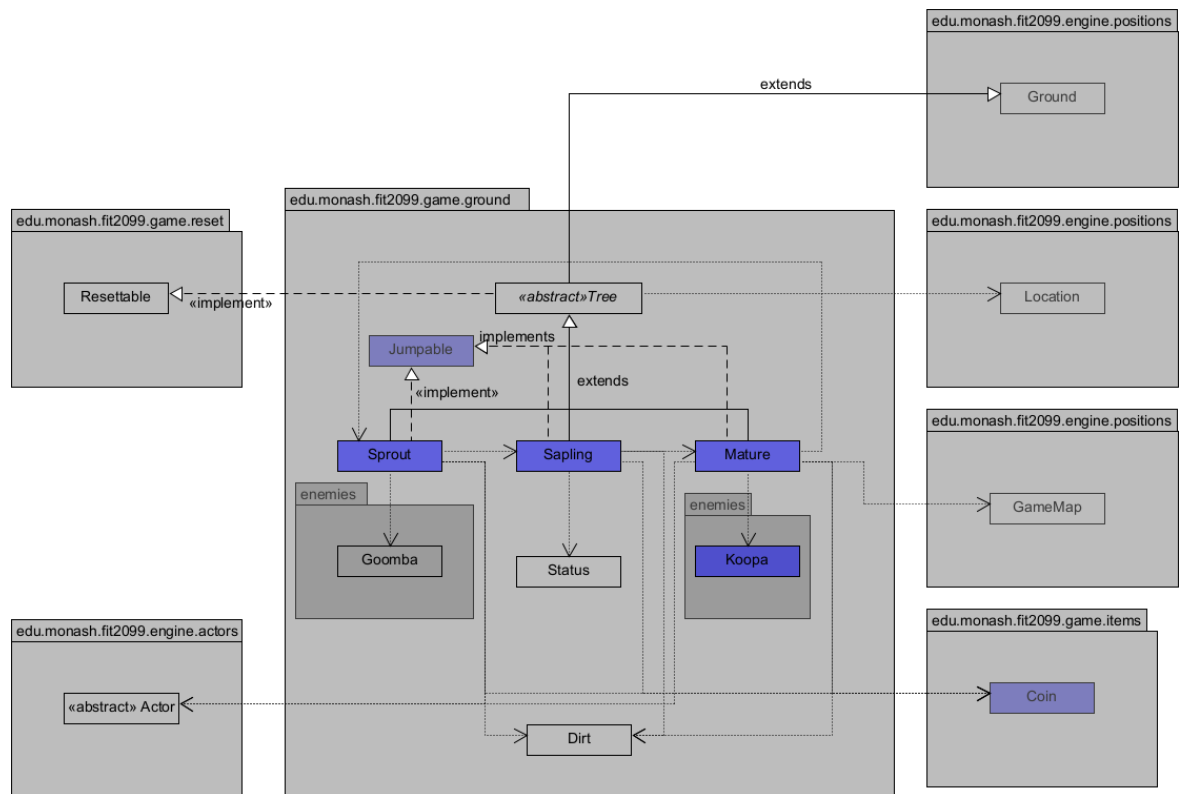 edu.monash.fit2099.engine.positions
extends
Ground
edu.monash.fit2099.game.ground
edu.monash.fit2099.game.reset
edu.monash.fit2099.engine.positions
Resettable
«implement»
«abstract»Tree
Location
Jumpable
implements
«implement»
extends
edu.monash.fit2099.engine.positions
Sprout
Sapling
Mature
enemies
enemies
GameMap
Goomba
Status
Koopa
edu.monash.fit2099.engine.actors
edu.monash.fit2099.game.items
«abstract» Actor
Coin
Dirt